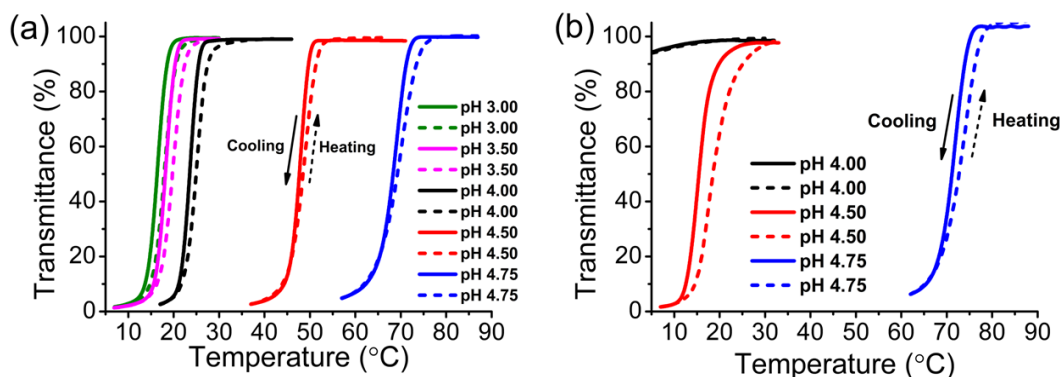 (a)
Transmittance (%)
100
80
60
40
20
0
Cooling
Heating
pH 3.00
pH 3.00
pH 3.50
pH 3.50
pH 4.00
pH 4.00
pH 4.50
pH 4.50
pH 4.75
pH 4.75
10 20 30 40 50 60 70 80 90
Temperature (°C)
(b)
Transmittance (%)
100
80
60
40
20
0
Cooling
Heating
pH 4.00
pH 4.00
pH 4.50
pH 4.50
pH 4.75
pH 4.75
10 20 30 40 50 60 70 80 90
Temperature (°C)